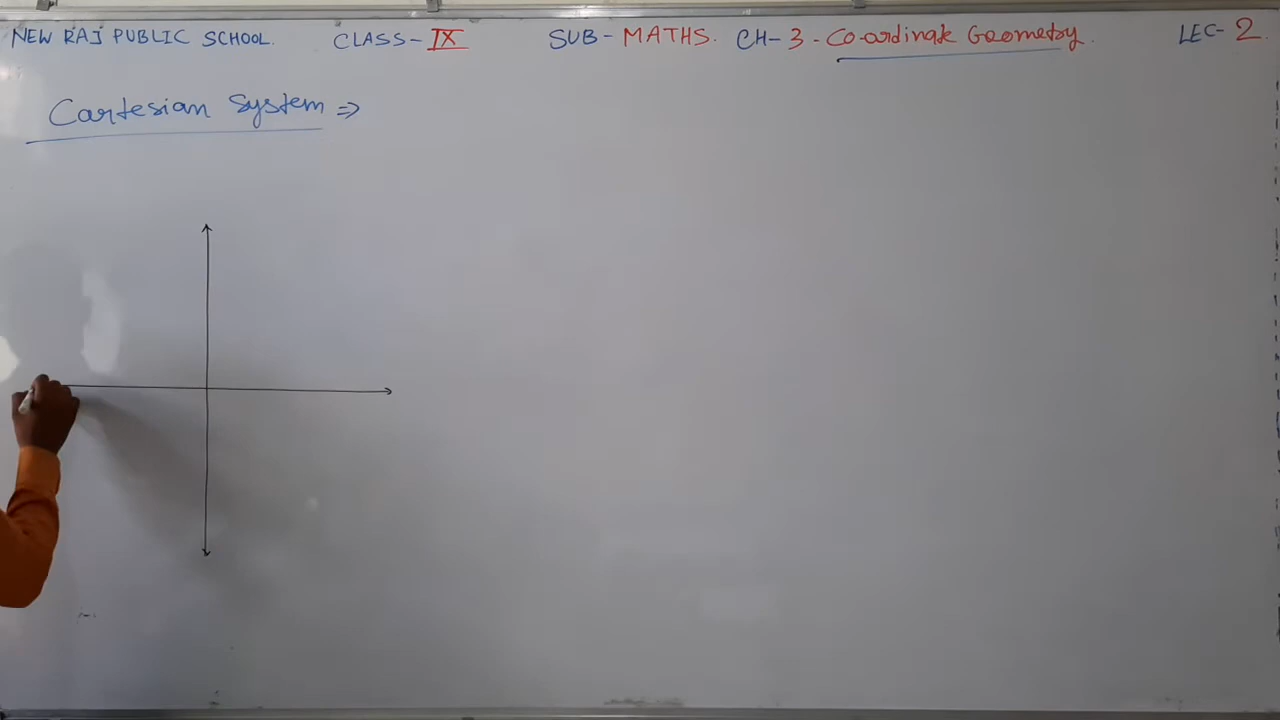 NEW RAJ PUBLIC SCHOOL. CLASS-IX SUB-MATHS. CH-3-Co-ordinate Geometry. LEC-2.
Cartesian System ⇒